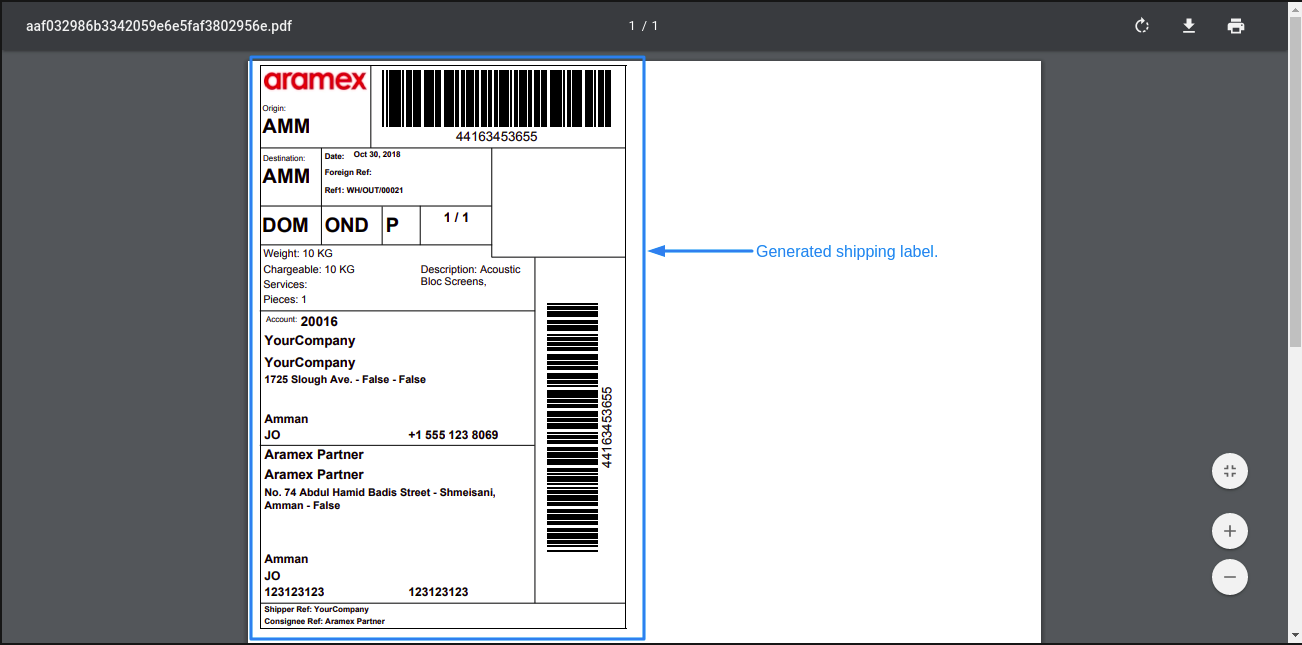 aaf032986b3342059e6e5faf3802956e.pdf
1 / 1
aramex
Origin:
AMM
44163453655
Destination:
AMM
Date: Oct 30, 2018
Foreign Ref:
Ref1: WH/OUT/00021
DOM OND P 1 / 1
Generated shipping label.
Weight: 10 KG
Chargeable: 10 KG
Services:
Pieces: 1
Description: Acoustic
Bloc Screens,
Account: 20016
YourCompany
YourCompany
1725 Slough Ave. - False - False
Amman
JO +1 555 123 8069
44163453655
Aramex Partner
Aramex Partner
No. 74 Abdul Hamid Badis Street - Shmeisani,
Amman - False
Amman
JO
123123123 123123123
Shipper Ref: YourCompany
Consignee Ref: Aramex Partner